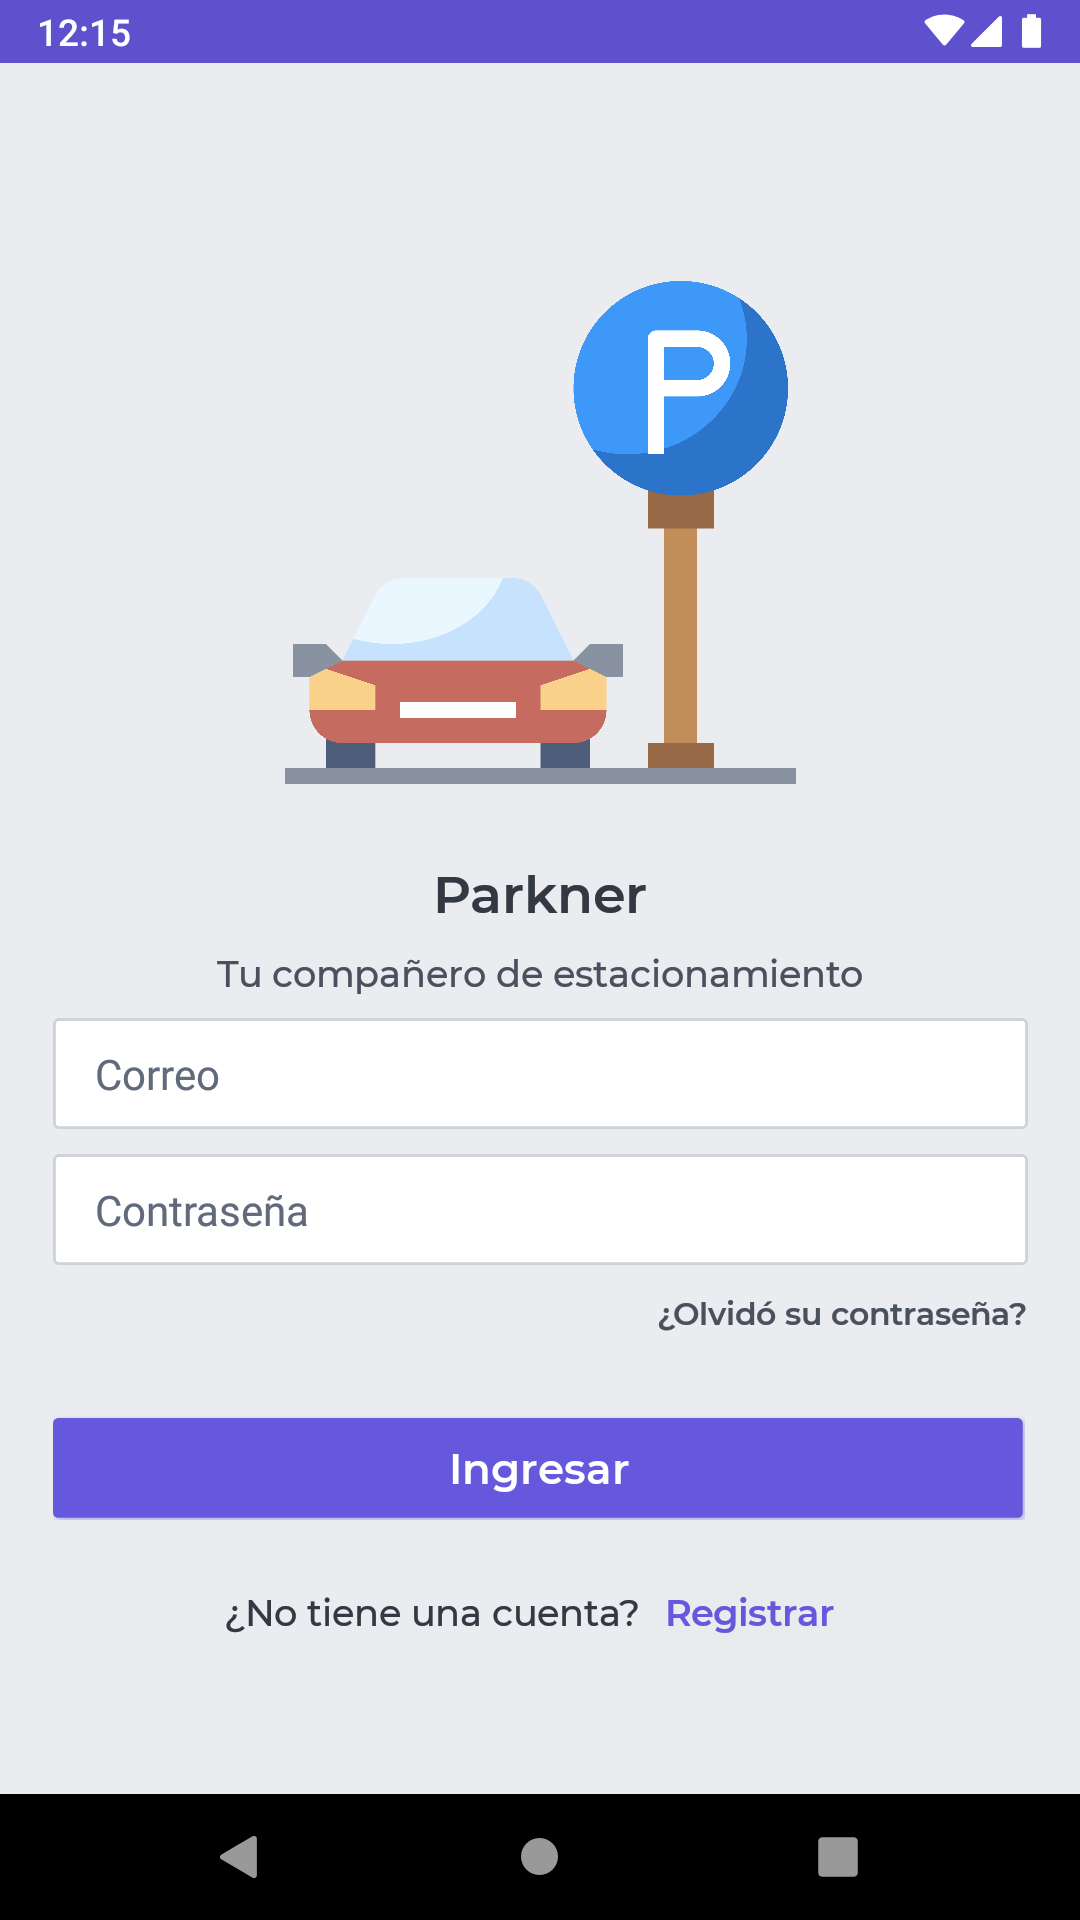 12:15
P
Parkner
Tu compañero de estacionamiento
Correo
Contraseña
¿Olvidó su contraseña?
Ingresar
¿No tiene una cuenta? Registrar